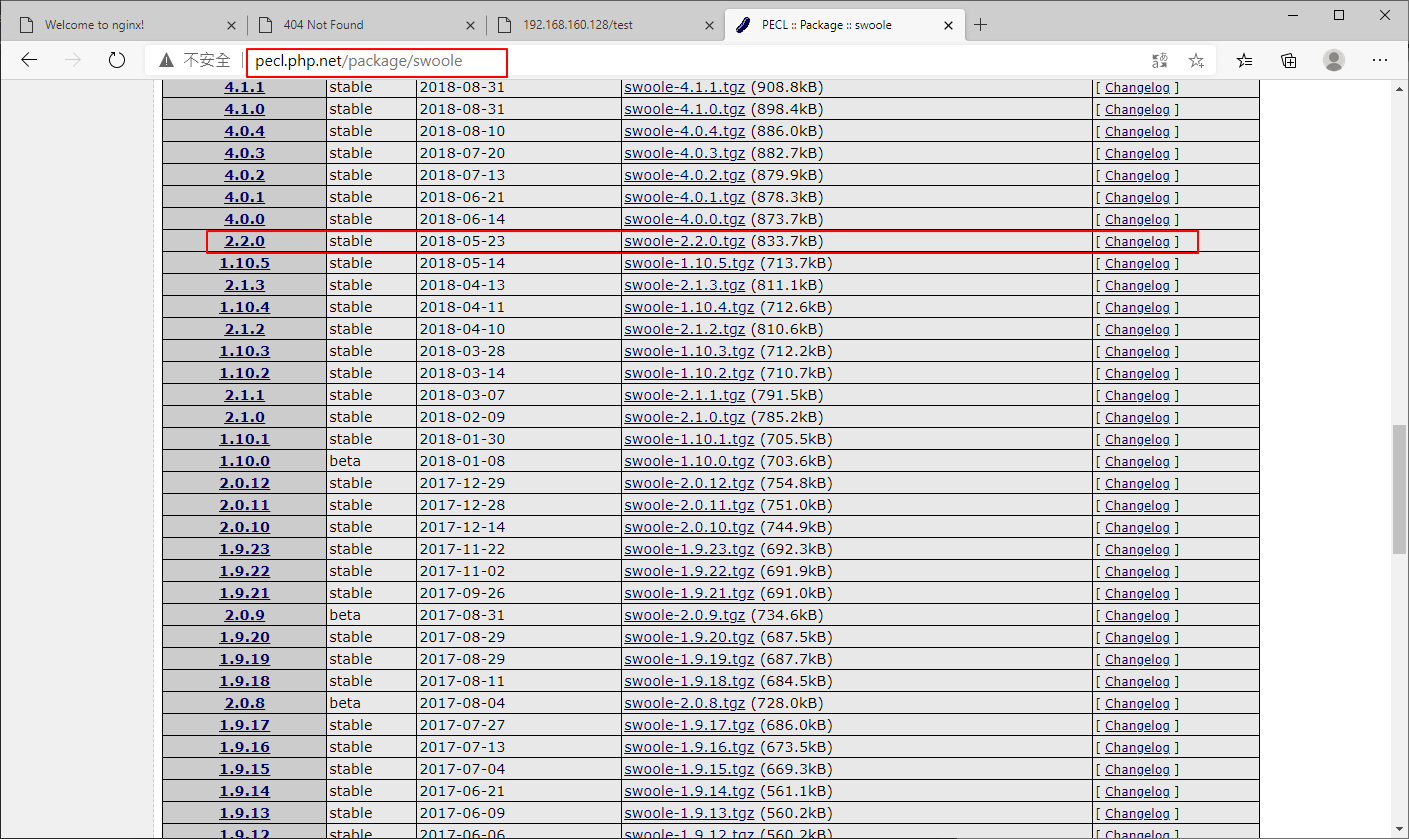 Welcome to nginx!
404 Not Found
192.168.160.128/test
PECL :: Package :: swoole
不安全 pecl.php.net/package/swoole
4.1.1 stable 2018-08-31 swoole-4.1.1.tgz (908.8kB) [ Changelog ]
4.1.0 stable 2018-08-31 swoole-4.1.0.tgz (898.4kB) [ Changelog ]
4.0.4 stable 2018-08-10 swoole-4.0.4.tgz (886.0kB) [ Changelog ]
4.0.3 stable 2018-07-20 swoole-4.0.3.tgz (882.7kB) [ Changelog ]
4.0.2 stable 2018-07-13 swoole-4.0.2.tgz (879.9kB) [ Changelog ]
4.0.1 stable 2018-06-21 swoole-4.0.1.tgz (878.3kB) [ Changelog ]
4.0.0 stable 2018-06-14 swoole-4.0.0.tgz (873.7kB) [ Changelog ]
2.2.0 stable 2018-05-23 swoole-2.2.0.tgz (833.7kB) [ Changelog ]
1.10.5 stable 2018-05-14 swoole-1.10.5.tgz (713.7kB) [ Changelog ]
2.1.3 stable 2018-04-13 swoole-2.1.3.tgz (811.1kB) [ Changelog ]
1.10.4 stable 2018-04-11 swoole-1.10.4.tgz (712.6kB) [ Changelog ]
2.1.2 stable 2018-04-10 swoole-2.1.2.tgz (810.6kB) [ Changelog ]
1.10.3 stable 2018-03-28 swoole-1.10.3.tgz (712.2kB) [ Changelog ]
1.10.2 stable 2018-03-14 swoole-1.10.2.tgz (710.7kB) [ Changelog ]
2.1.1 stable 2018-03-07 swoole-2.1.1.tgz (791.5kB) [ Changelog ]
2.1.0 stable 2018-02-09 swoole-2.1.0.tgz (785.2kB) [ Changelog ]
1.10.1 stable 2018-01-30 swoole-1.10.1.tgz (705.5kB) [ Changelog ]
1.10.0 beta 2018-01-08 swoole-1.10.0.tgz (703.6kB) [ Changelog ]
2.0.12 stable 2017-12-29 swoole-2.0.12.tgz (754.8kB) [ Changelog ]
2.0.11 stable 2017-12-28 swoole-2.0.11.tgz (751.0kB) [ Changelog ]
2.0.10 stable 2017-12-14 swoole-2.0.10.tgz (744.9kB) [ Changelog ]
1.9.23 stable 2017-11-22 swoole-1.9.23.tgz (692.3kB) [ Changelog ]
1.9.22 stable 2017-11-02 swoole-1.9.22.tgz (691.9kB) [ Changelog ]
1.9.21 stable 2017-09-26 swoole-1.9.21.tgz (691.0kB) [ Changelog ]
2.0.9 beta 2017-08-31 swoole-2.0.9.tgz (734.6kB) [ Changelog ]
1.9.20 stable 2017-08-29 swoole-1.9.20.tgz (687.5kB) [ Changelog ]
1.9.19 stable 2017-08-29 swoole-1.9.19.tgz (687.7kB) [ Changelog ]
1.9.18 stable 2017-08-11 swoole-1.9.18.tgz (684.5kB) [ Changelog ]
2.0.8 beta 2017-08-04 swoole-2.0.8.tgz (728.0kB) [ Changelog ]
1.9.17 stable 2017-07-27 swoole-1.9.17.tgz (686.0kB) [ Changelog ]
1.9.16 stable 2017-07-13 swoole-1.9.16.tgz (673.5kB) [ Changelog ]
1.9.15 stable 2017-07-04 swoole-1.9.15.tgz (669.3kB) [ Changelog ]
1.9.14 stable 2017-06-21 swoole-1.9.14.tgz (561.1kB) [ Changelog ]
1.9.13 stable 2017-06-09 swoole-1.9.13.tgz (560.2kB) [ Changelog ]
1.9.12 stable 2017-06-06 swoole-1.9.12.tgz (560.2kB) [ Changelog ]